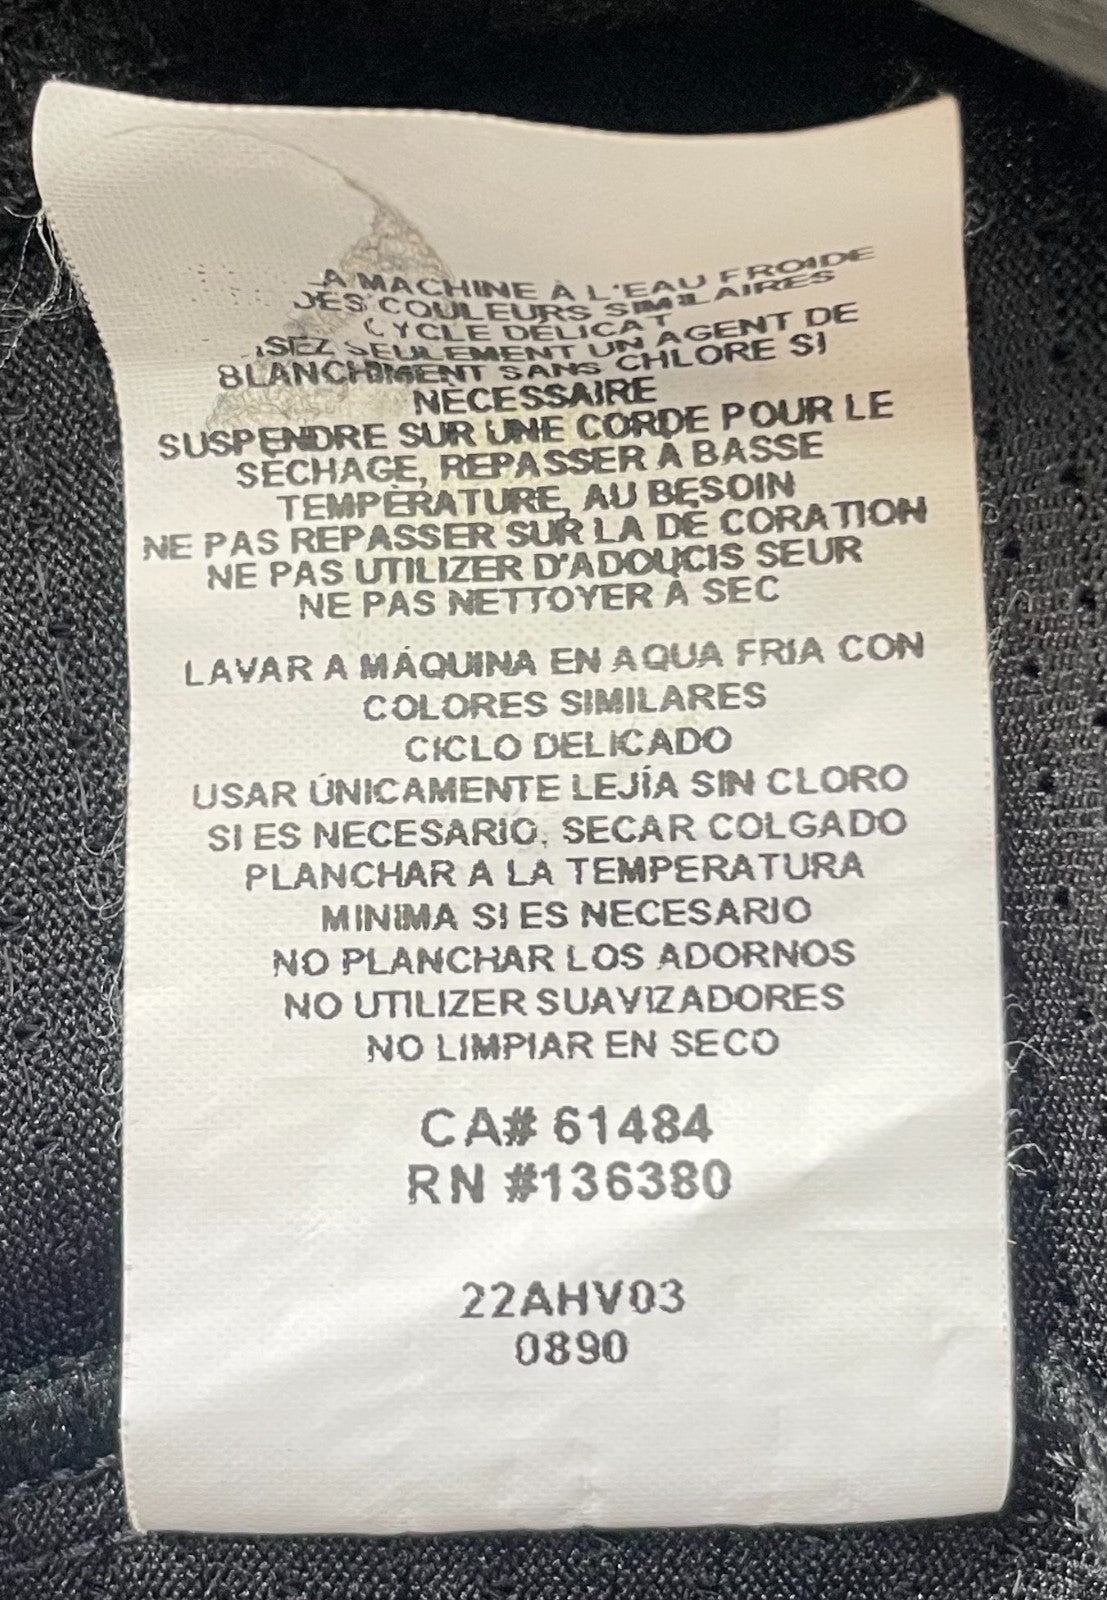 A MACHINE À L'EAU FROIDE
DES COULEURS SIMILAIRES
CYCLE DÉLICAT
SEULEMENT UN AGENT DE
BLANCHIMENT SANS CHLORE SI
NÉCESSAIRE
SUSPENDRE SUR UNE CORDE POUR LE
SÉCHAGE, REPASSER À BASSE
TEMPÉRATURE, AU BESOIN
NE PAS REPASSER SUR LA DÉ CORATION
NE PAS UTILIZER D'ADOUCIS SEUR
NE PAS NETTOYER À SEC
LAVAR A MÁQUINA EN AQUA FRIA CON
COLORES SIMILARES
CICLO DELICADO
USAR ÚNICAMENTE LEJÍA SIN CLORO
SI ES NECESARIO, SECAR COLGADO
PLANCHAR A LA TEMPERATURA
MINIMA SI ES NECESARIO
NO PLANCHAR LOS ADORNOS
NO UTILIZER SUAVIZADORES
NO LIMPIAR EN SECO
CA# 61484
RN #136380
22AHV03
0890